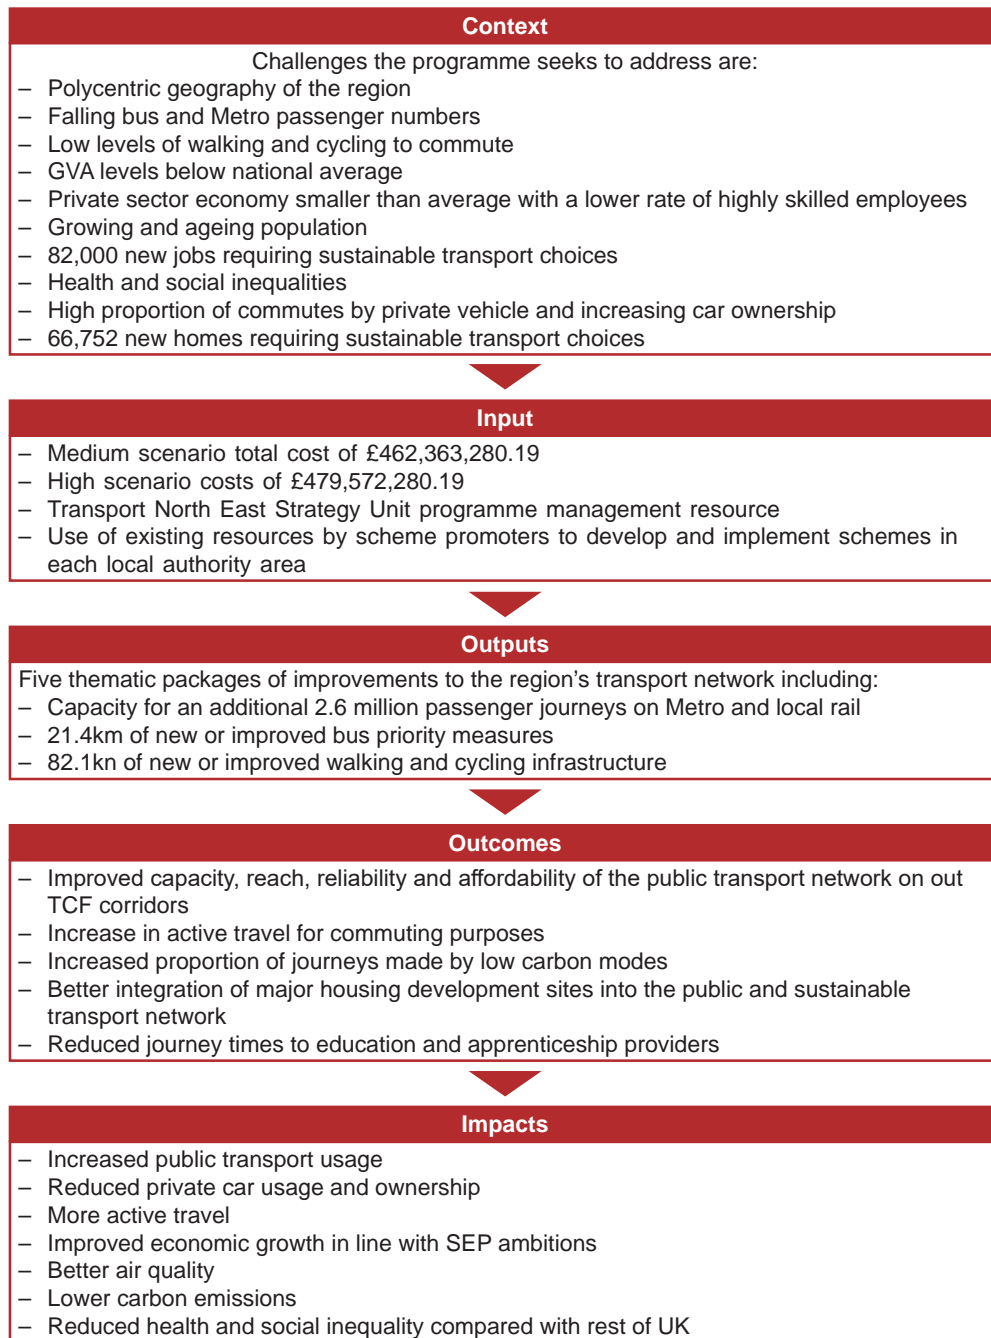 Context
Challenges the programme seeks to address are:
– Polycentric geography of the region
– Falling bus and Metro passenger numbers
– Low levels of walking and cycling to commute
– GVA levels below national average
– Private sector economy smaller than average with a lower rate of highly skilled employees
– Growing and ageing population
– 82,000 new jobs requiring sustainable transport choices
– Health and social inequalities
– High proportion of commutes by private vehicle and increasing car ownership
– 66,752 new homes requiring sustainable transport choices
Input
– Medium scenario total cost of £462,363,280.19
– High scenario costs of £479,572,280.19
– Transport North East Strategy Unit programme management resource
– Use of existing resources by scheme promoters to develop and implement schemes in
each local authority area
Outputs
Five thematic packages of improvements to the region's transport network including:
– Capacity for an additional 2.6 million passenger journeys on Metro and local rail
– 21.4km of new or improved bus priority measures
– 82.1kn of new or improved walking and cycling infrastructure
Outcomes
– Improved capacity, reach, reliability and affordability of the public transport network on out
TCF corridors
– Increase in active travel for commuting purposes
– Increased proportion of journeys made by low carbon modes
– Better integration of major housing development sites into the public and sustainable
transport network
– Reduced journey times to education and apprenticeship providers
Impacts
– Increased public transport usage
– Reduced private car usage and ownership
– More active travel
– Improved economic growth in line with SEP ambitions
– Better air quality
– Lower carbon emissions
– Reduced health and social inequality compared with rest of UK